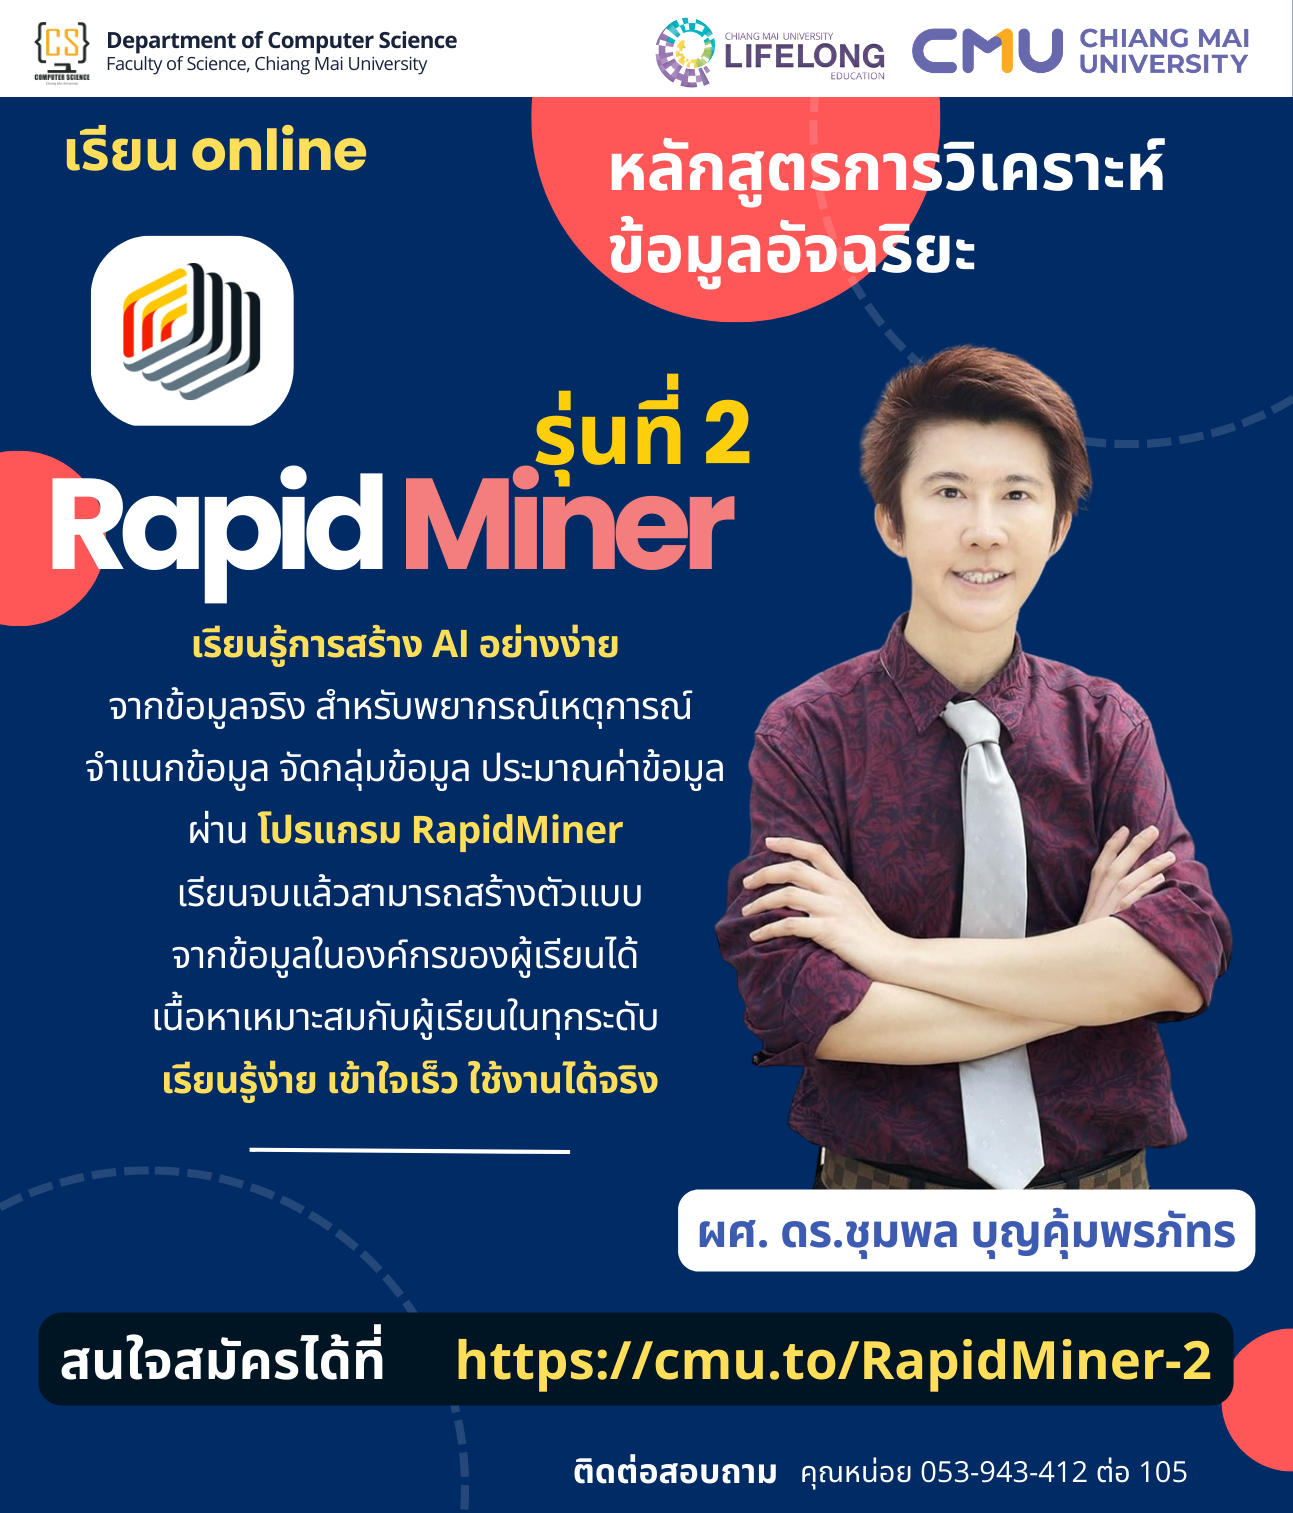 {CS}
COMPUTER SCIENCE
Department of Computer Science
Faculty of Science, Chiang Mai University
CHIANG MAI UNIVERSITY
LIFELONG
EDUCATION
CMU
CHIANG MAI
UNIVERSITY
เรียน online
หลักสูตรการวิเคราะห์
ข้อมูลอัจฉริยะ
รุ่นที่ 2
Rapid Miner
เรียนรู้การสร้าง AI อย่างง่าย
จากข้อมูลจริง สำหรับพยากรณ์เหตุการณ์
จำแนกข้อมูล จัดกลุ่มข้อมูล ประมาณค่าข้อมูล
ผ่าน โปรแกรม RapidMiner
เรียนจบแล้วสามารถสร้างตัวแบบ
จากข้อมูลในองค์กรของผู้เรียนได้
เนื้อหาเหมาะสมกับผู้เรียนในทุกระดับ
เรียนรู้ง่าย เข้าใจเร็ว ใช้งานได้จริง
ผศ. ดร.ชุมพล บุญคุ้มพรภัทร
สนใจสมัครได้ที่ https://cmu.to/RapidMiner-2
ติดต่อสอบถาม คุณหน่อย 053-943-412 ต่อ 105